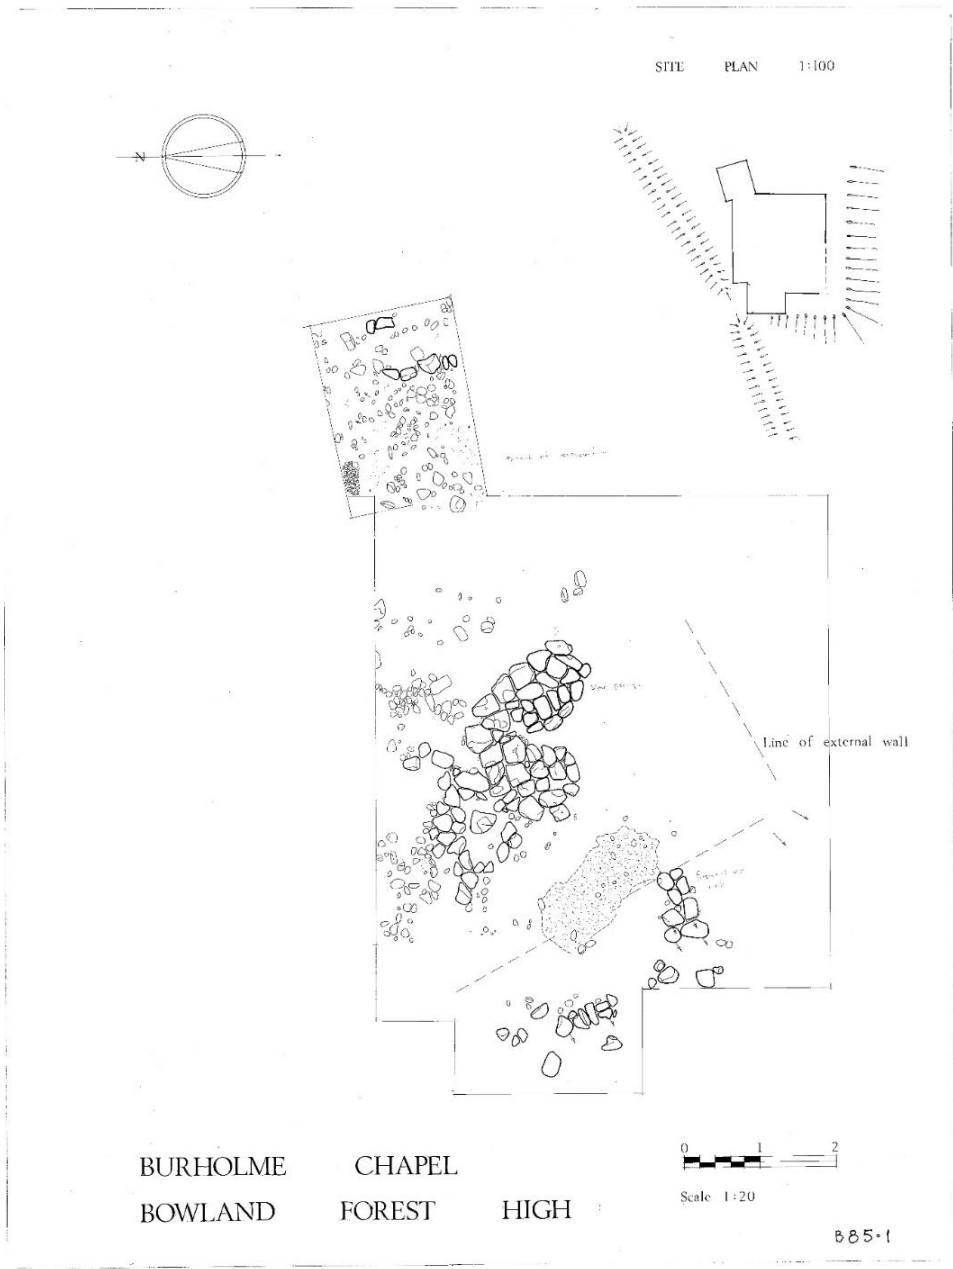 SITE PLAN 1:100
N
Line of external wall
0 1 2
Scale 1:20
BURHOLME CHAPEL
BOWLAND FOREST HIGH
B85·1